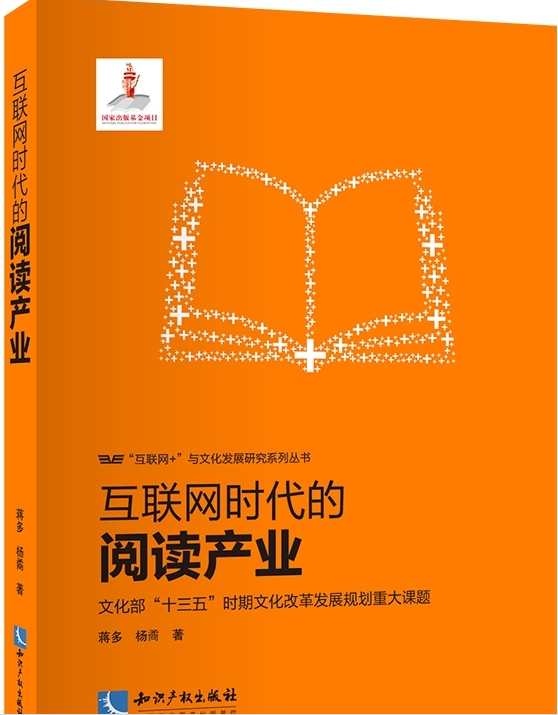 互联网时代的阅读产业
蒋多 杨矞 著
国家出版基金项目
NATIONAL PUBLICATION FOUNDATION
“互联网+”与文化发展研究系列丛书
互联网时代的
阅读产业
文化部“十三五”时期文化改革发展规划重大课题
蒋多 杨矞 著
知识产权出版社